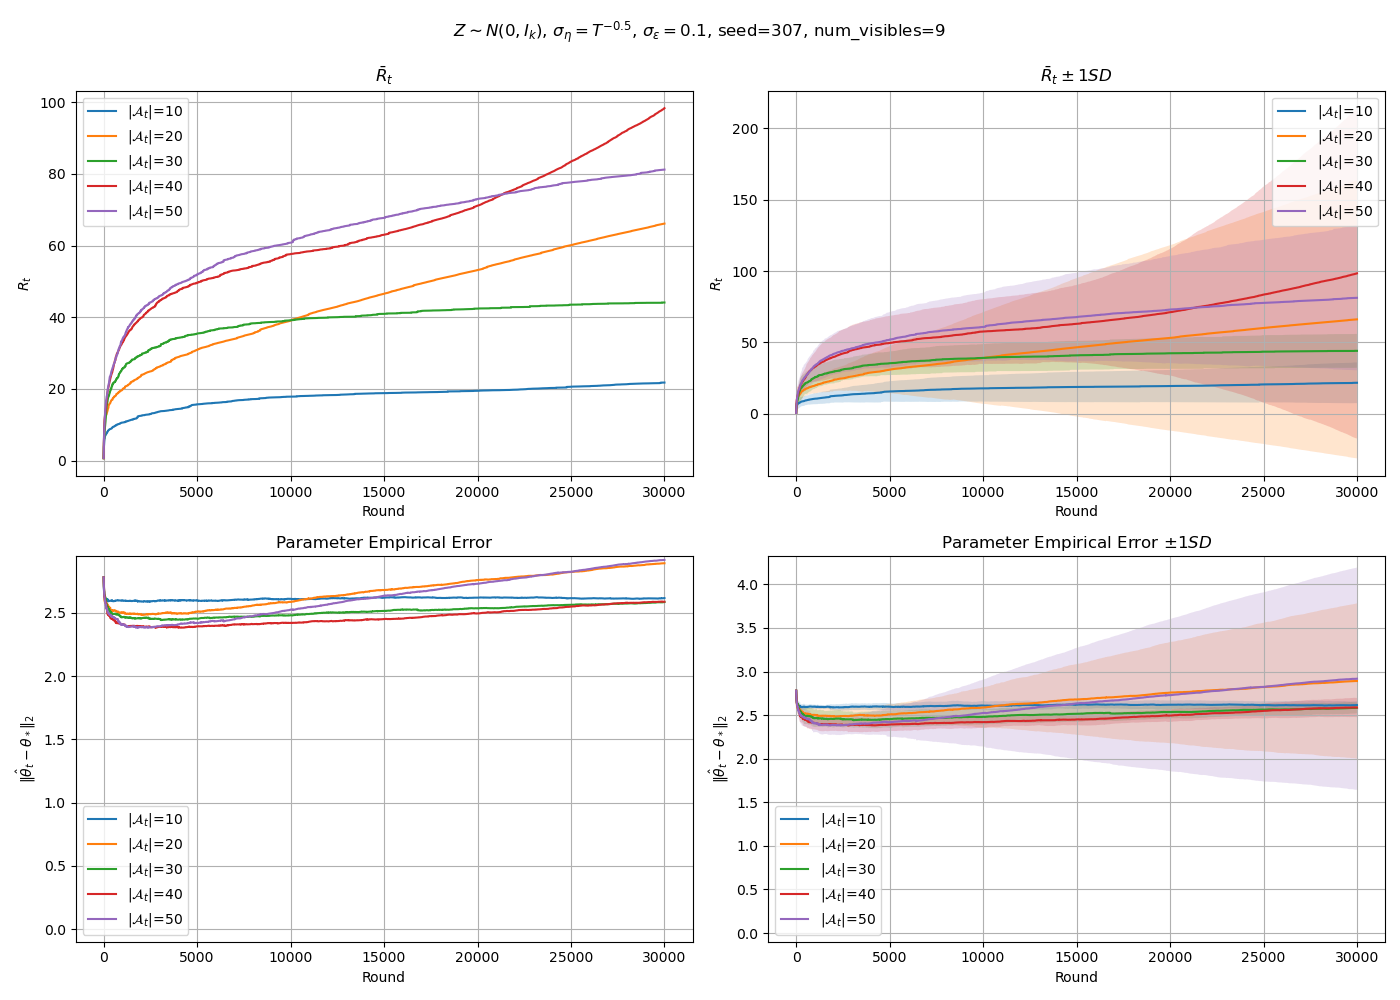 Z ∼ N(0, I_k), σ_η = T^{−0.5}, σ_ε = 0.1, seed=307, num_visibles=9
R̄_t
R_t
100
80
60
40
20
0
|𝒜_t|=10
|𝒜_t|=20
|𝒜_t|=30
|𝒜_t|=40
|𝒜_t|=50
0 5000 10000 15000 20000 25000 30000
Round
R̄_t ± 1SD
R_t
200
150
100
50
0
|𝒜_t|=10
|𝒜_t|=20
|𝒜_t|=30
|𝒜_t|=40
|𝒜_t|=50
0 5000 10000 15000 20000 25000 30000
Round
Parameter Empirical Error
‖θ̂_t − θ_*‖_2
2.5
2.0
1.5
1.0
0.5
0.0
|𝒜_t|=10
|𝒜_t|=20
|𝒜_t|=30
|𝒜_t|=40
|𝒜_t|=50
0 5000 10000 15000 20000 25000 30000
Round
Parameter Empirical Error ±1SD
‖θ̂_t − θ_*‖_2
4.0
3.5
3.0
2.5
2.0
1.5
1.0
0.5
0.0
|𝒜_t|=10
|𝒜_t|=20
|𝒜_t|=30
|𝒜_t|=40
|𝒜_t|=50
0 5000 10000 15000 20000 25000 30000
Round